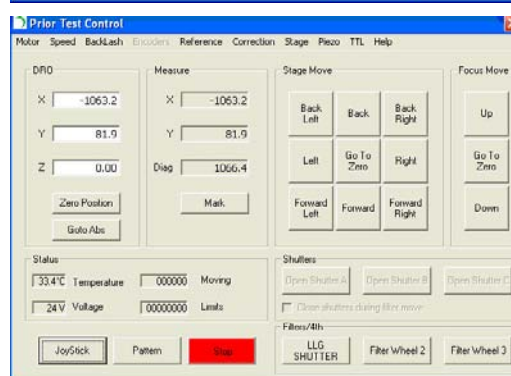 Prior Test Control
Motor Speed BackLash Encoders Reference Correction Stage Piezo TTL Help
DRO
X -1063.2
Y 81.9
Z 0.00
Zero Position
Goto Abs
Measure
X -1063.2
Y 81.9
Diag 1066.4
Mark
Stage Move
Back Left
Back
Back Right
Left
Go To Zero
Right
Forward Left
Forward
Forward Right
Focus Move
Up
Go To Zero
Down
Status
33.4°C Temperature 000000 Moving
24 V Voltage 00000000 Limits
JoyStick
Pattern
Stop
Shutters
Open Shutter A
Open Shutter B
Open Shutter C
Close shutters during filter move
Filters/4th
LLG SHUTTER
Filter Wheel 2
Filter Wheel 3